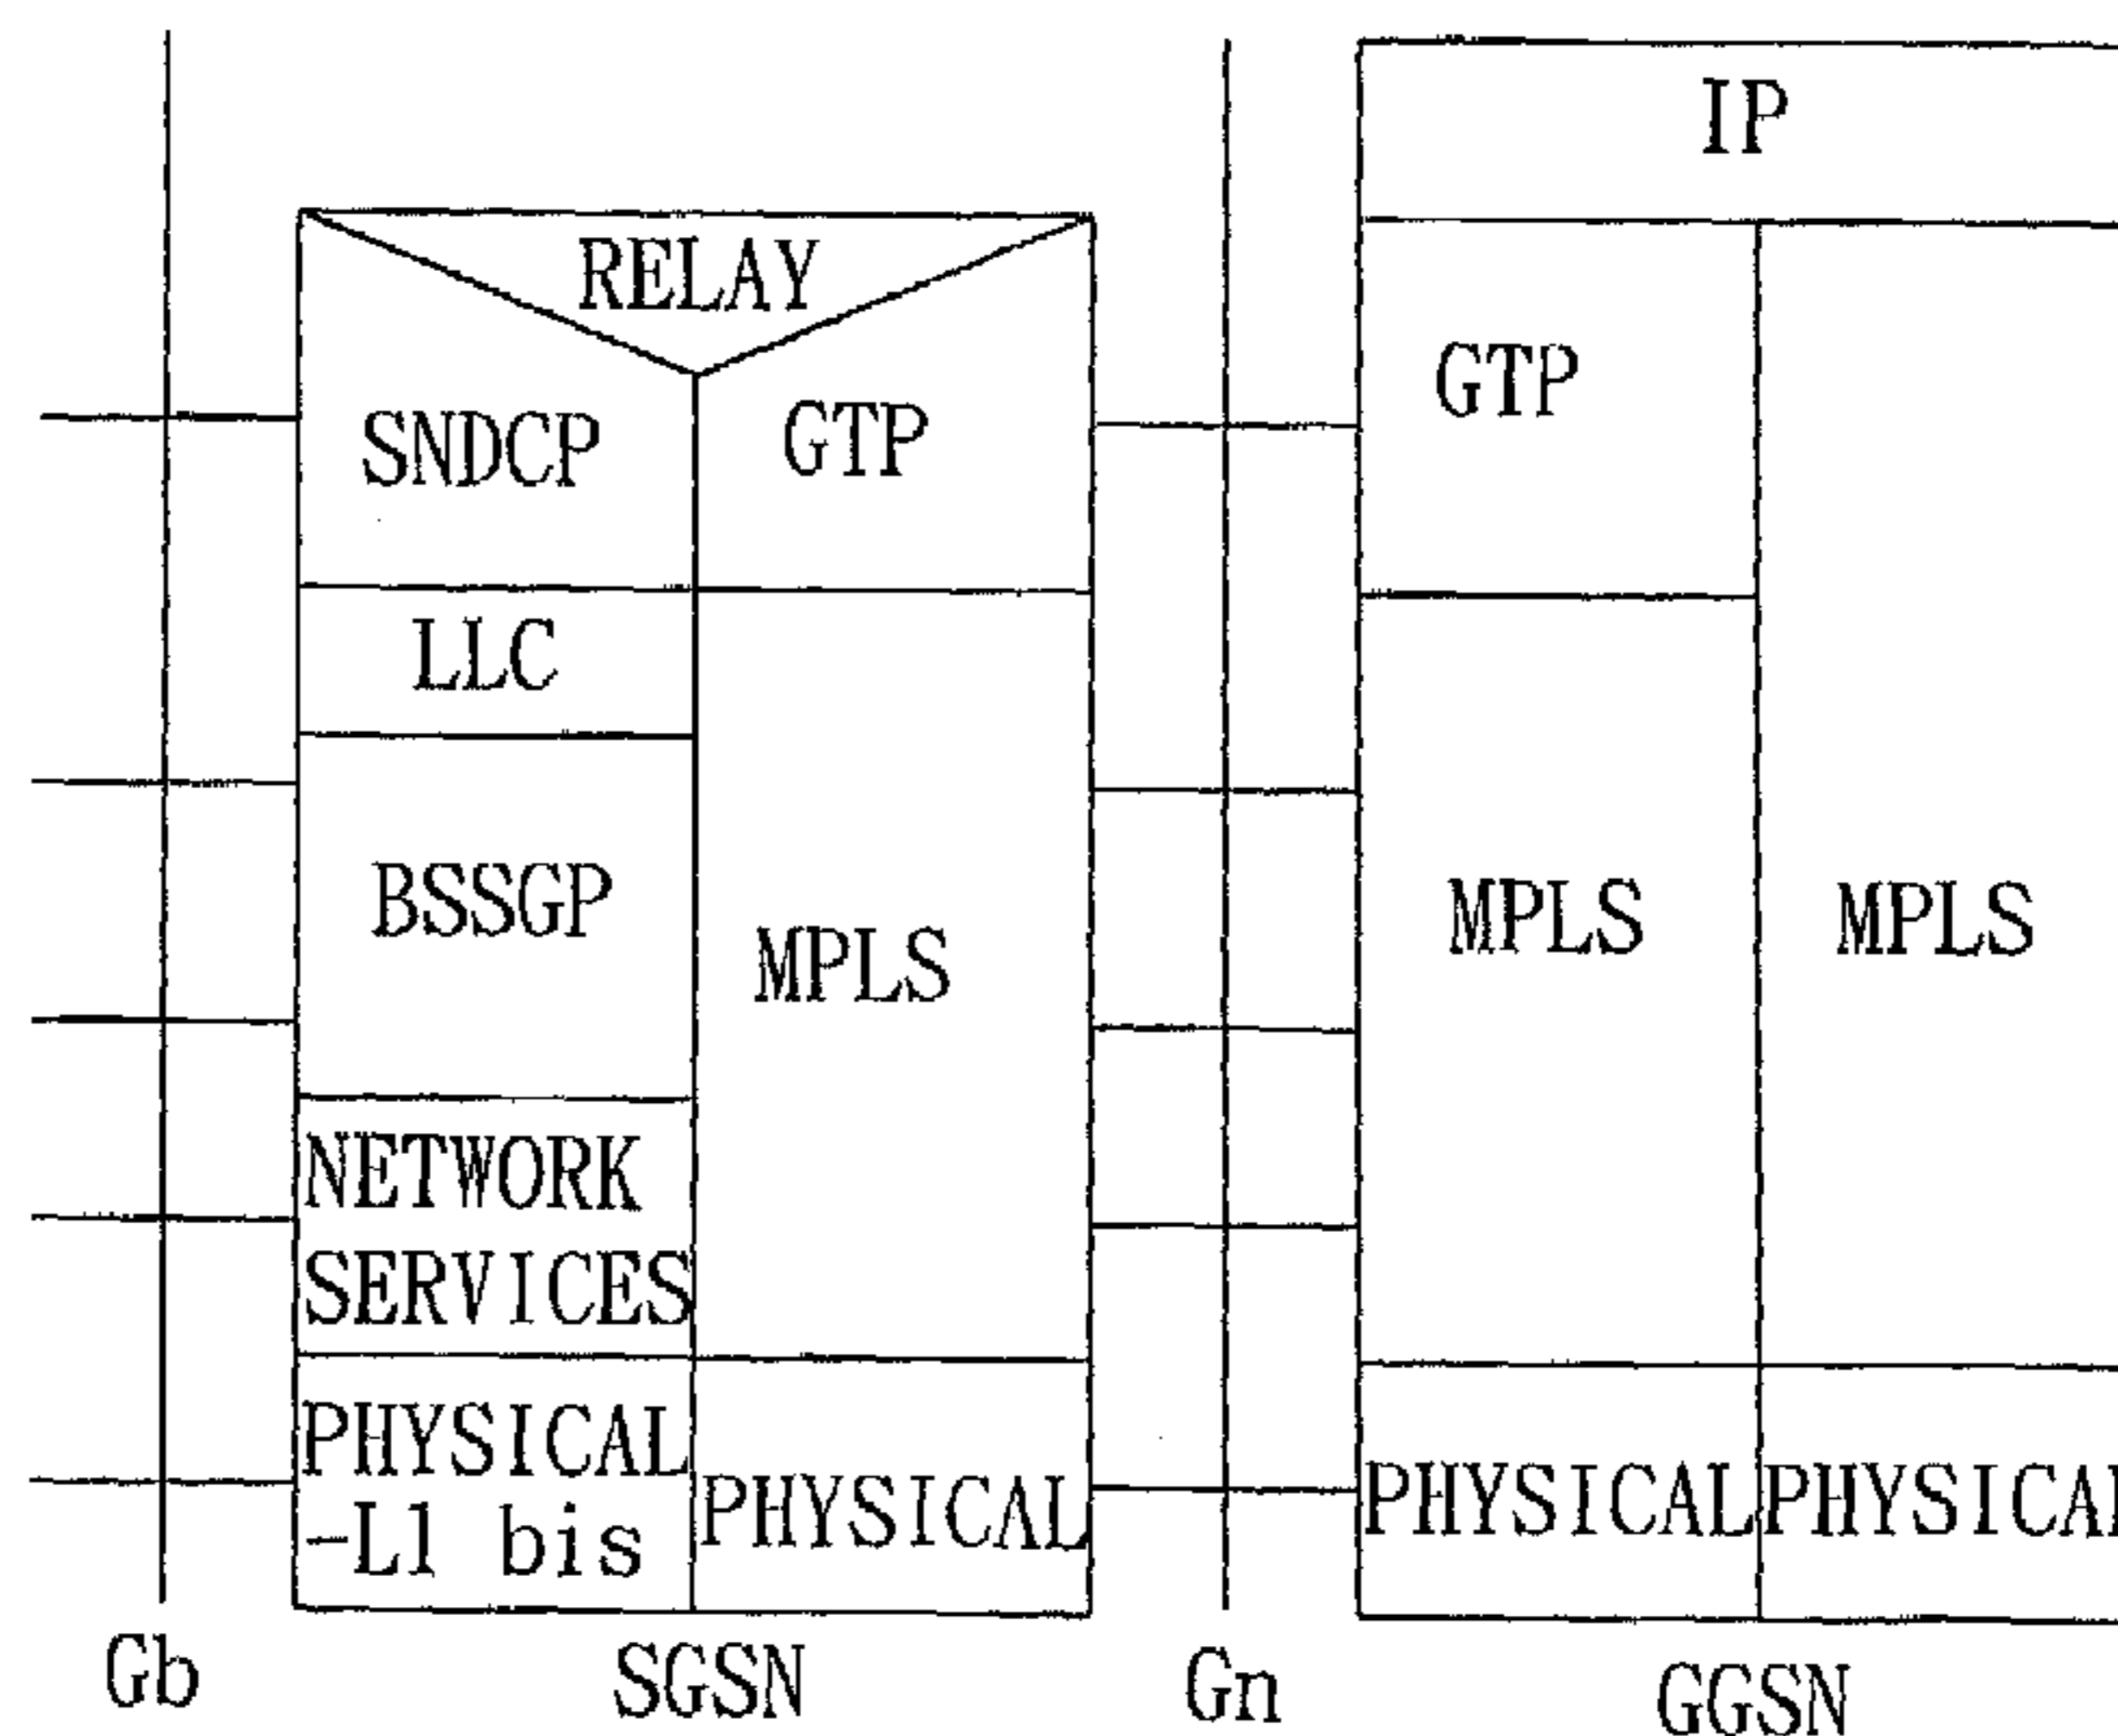 IP
RELAY
SNDCP
GTP
GTP
LLC
BSSGP
MPLS
MPLS
MPLS
NETWORK
SERVICES
PHYSICAL
-L1 bis
PHYSICAL
PHYSICAL
PHYSICAL
Gb
SGSN
Gn
GGSN